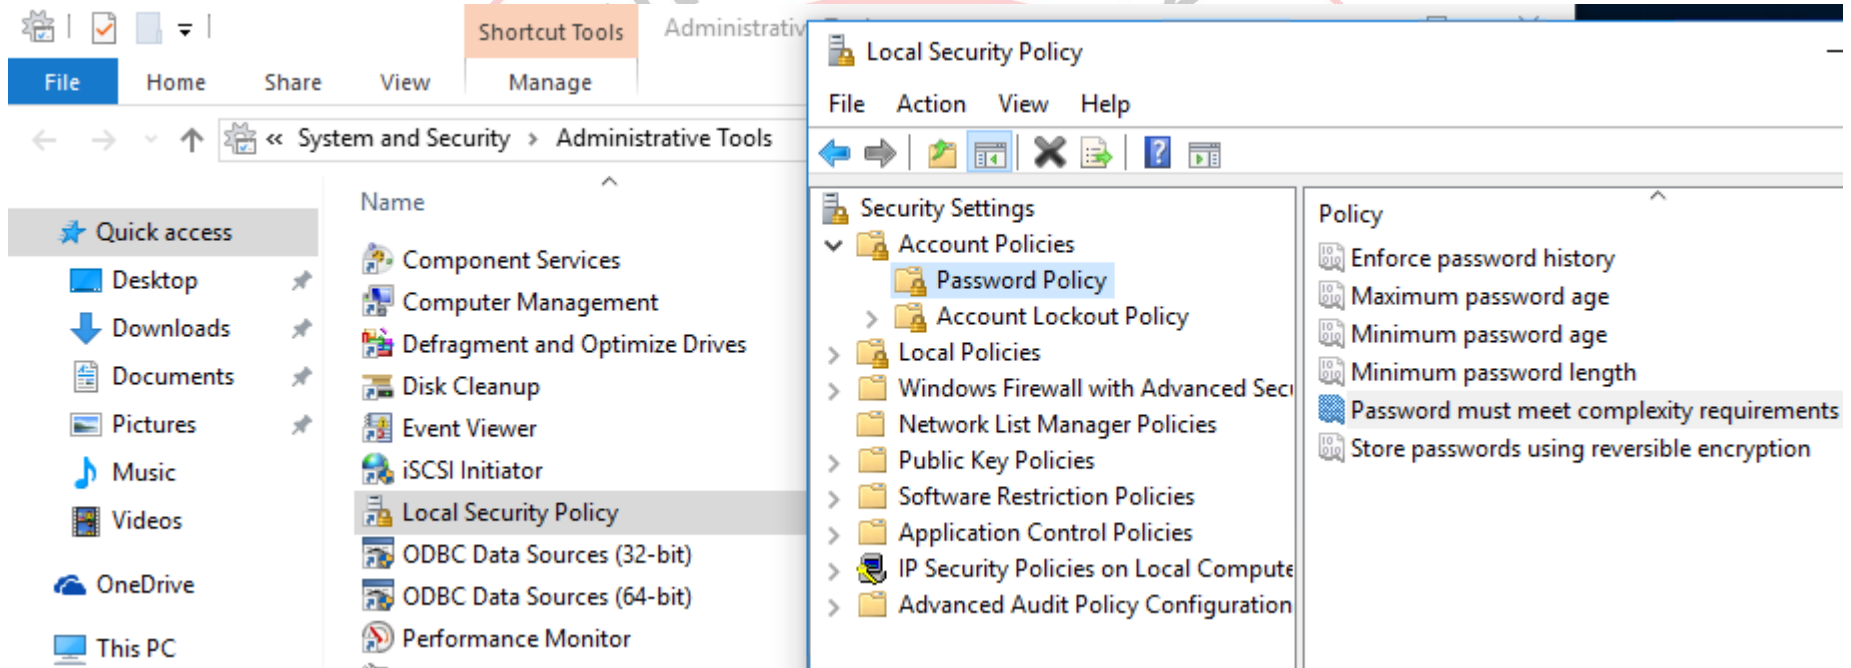 Shortcut Tools
Administrativ
File
Home
Share
View
Manage
« System and Security › Administrative Tools
Quick access
Desktop
Downloads
Documents
Pictures
Music
Videos
OneDrive
This PC
Name
Component Services
Computer Management
Defragment and Optimize Drives
Disk Cleanup
Event Viewer
iSCSI Initiator
Local Security Policy
ODBC Data Sources (32-bit)
ODBC Data Sources (64-bit)
Performance Monitor
Local Security Policy
File Action View Help
Security Settings
Account Policies
Password Policy
Account Lockout Policy
Local Policies
Windows Firewall with Advanced Secu
Network List Manager Policies
Public Key Policies
Software Restriction Policies
Application Control Policies
IP Security Policies on Local Compute
Advanced Audit Policy Configuration
Policy
Enforce password history
Maximum password age
Minimum password age
Minimum password length
Password must meet complexity requirements
Store passwords using reversible encryption